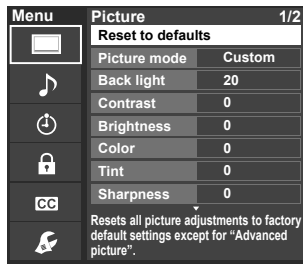 Menu
Picture 1/2
Reset to defaults
Picture mode Custom
Back light 20
Contrast 0
Brightness 0
Color 0
Tint 0
Sharpness 0
CC
Resets all picture adjustments to factory
default settings except for “Advanced
picture”.